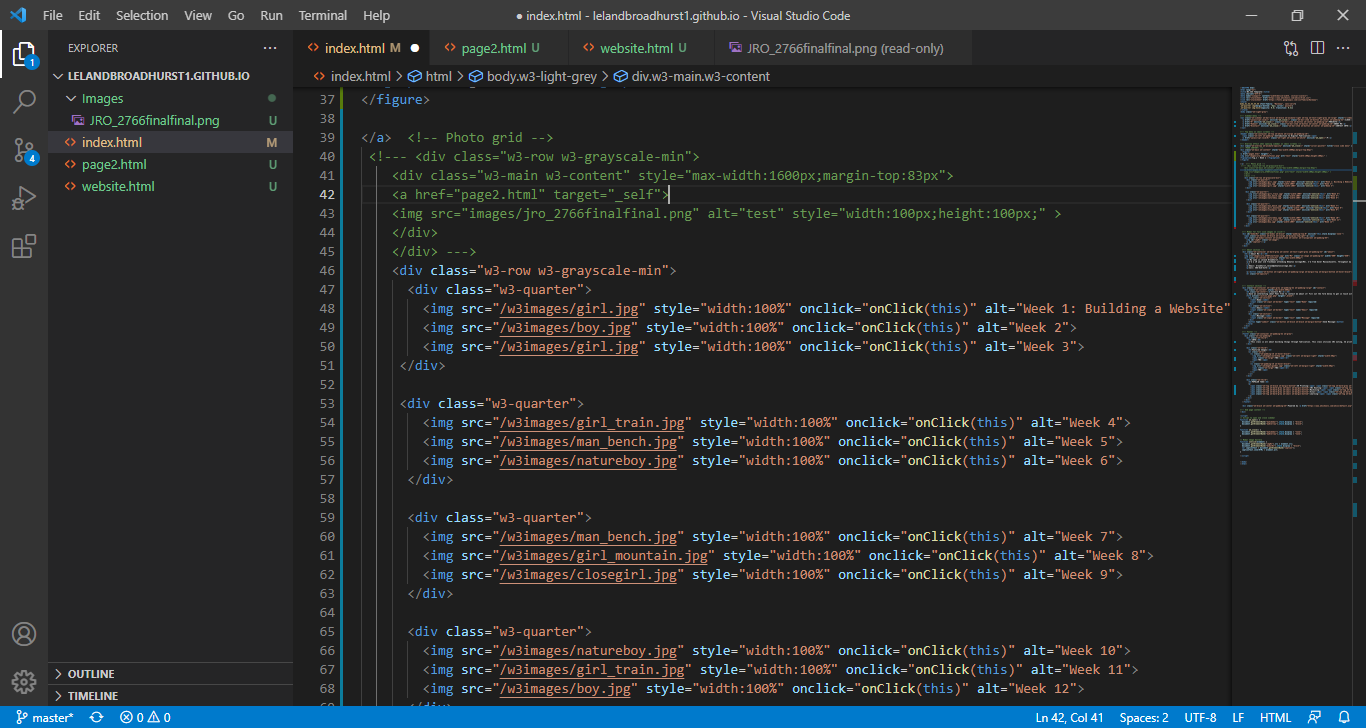 File Edit Selection View Go Run Terminal Help
● index.html - lelandbroadhurst1.github.io - Visual Studio Code
EXPLORER
index.html M
page2.html U
website.html U
JRO_2766finalfinal.png (read-only)
LELANDBROADHURST1.GITHUB.IO
Images
JRO_2766finalfinal.png U
index.html M
page2.html U
website.html U
OUTLINE
TIMELINE
1
4
index.html > html > body.w3-light-grey > div.w3-main.w3-content
37 </figure>
38
39 </a> <!-- Photo grid -->
40 <!--- <div class="w3-row w3-grayscale-min">
41 <div class="w3-main w3-content" style="max-width:1600px;margin-top:83px">
42 <a href="page2.html" target="_self">
43 <img src="images/jro_2766finalfinal.png" alt="test" style="width:100px;height:100px;" >
44 </div>
45 </div> --->
46 <div class="w3-row w3-grayscale-min">
47 <div class="w3-quarter">
48 <img src="/w3images/girl.jpg" style="width:100%" onclick="onClick(this)" alt="Week 1: Building a Website"
49 <img src="/w3images/boy.jpg" style="width:100%" onclick="onClick(this)" alt="Week 2">
50 <img src="/w3images/girl.jpg" style="width:100%" onclick="onClick(this)" alt="Week 3">
51 </div>
52
53 <div class="w3-quarter">
54 <img src="/w3images/girl_train.jpg" style="width:100%" onclick="onClick(this)" alt="Week 4">
55 <img src="/w3images/man_bench.jpg" style="width:100%" onclick="onClick(this)" alt="Week 5">
56 <img src="/w3images/natureboy.jpg" style="width:100%" onclick="onClick(this)" alt="Week 6">
57 </div>
58
59 <div class="w3-quarter">
60 <img src="/w3images/man_bench.jpg" style="width:100%" onclick="onClick(this)" alt="Week 7">
61 <img src="/w3images/girl_mountain.jpg" style="width:100%" onclick="onClick(this)" alt="Week 8">
62 <img src="/w3images/closegirl.jpg" style="width:100%" onclick="onClick(this)" alt="Week 9">
63 </div>
64
65 <div class="w3-quarter">
66 <img src="/w3images/natureboy.jpg" style="width:100%" onclick="onClick(this)" alt="Week 10">
67 <img src="/w3images/girl_train.jpg" style="width:100%" onclick="onClick(this)" alt="Week 11">
68 <img src="/w3images/boy.jpg" style="width:100%" onclick="onClick(this)" alt="Week 12">
master* 0 0
Ln 42, Col 41 Spaces: 2 UTF-8 LF HTML